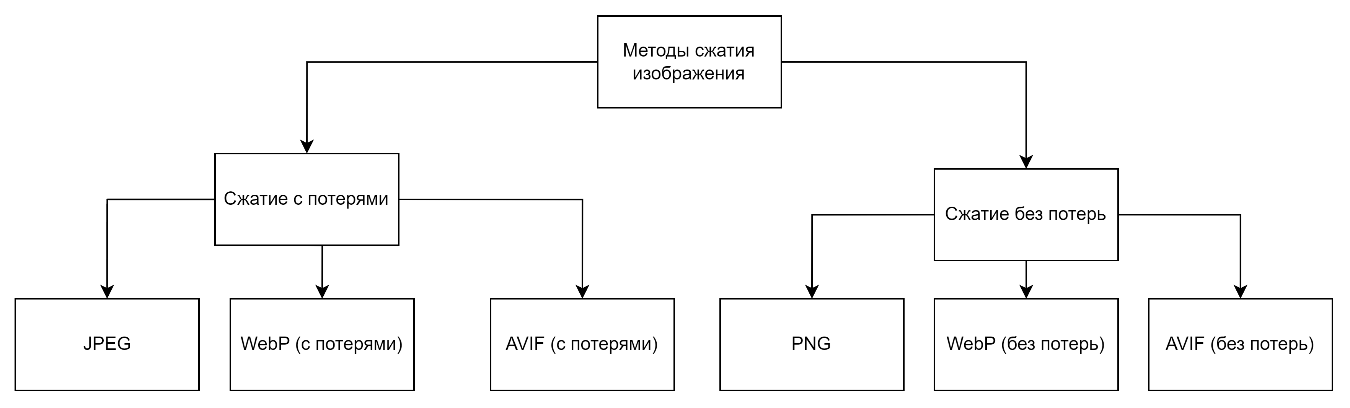 Методы сжатия
изображения
Сжатие с потерями
Сжатие без потерь
JPEG
WebP (с потерями)
AVIF (с потерями)
PNG
WebP (без потерь)
AVIF (без потерь)